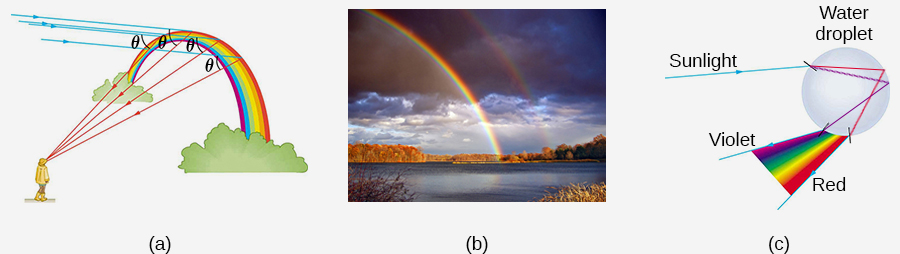 θ θ θ
θ
(a)
(b)
Water
droplet
Sunlight
Violet
Red
(c)